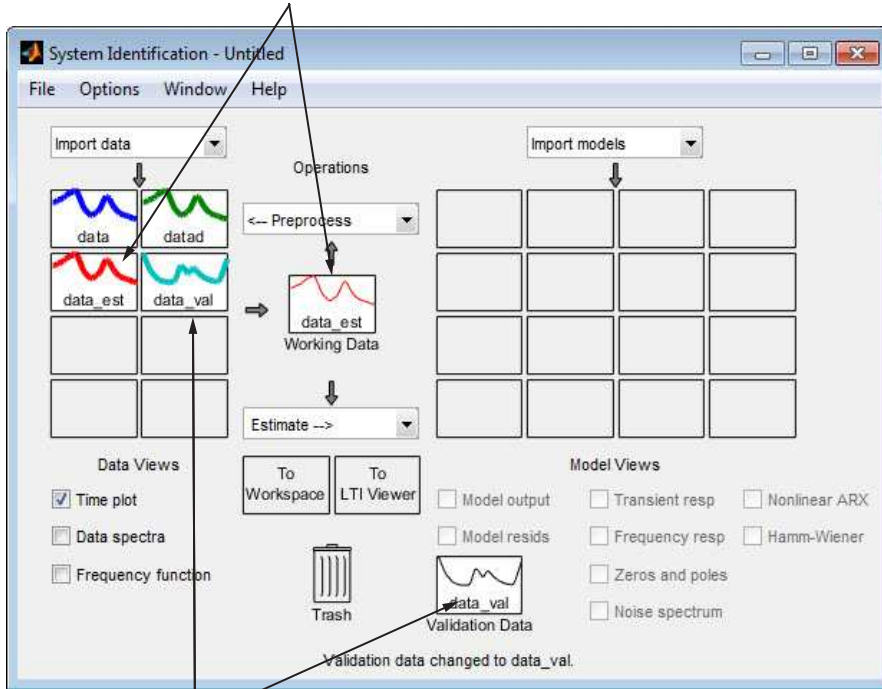 System Identification - Untitled
File Options Window Help
Import data
Operations
Import models
data
datad
<-- Preprocess
data_est
data_val
data_est
Working Data
Estimate -->
Data Views
To Workspace
To LTI Viewer
Model Views
Time plot
Data spectra
Frequency function
Model output
Transient resp
Nonlinear ARX
Model resids
Frequency resp
Hamm-Wiener
Zeros and poles
Noise spectrum
Trash
data_val
Validation Data
Validation data changed to data_val.